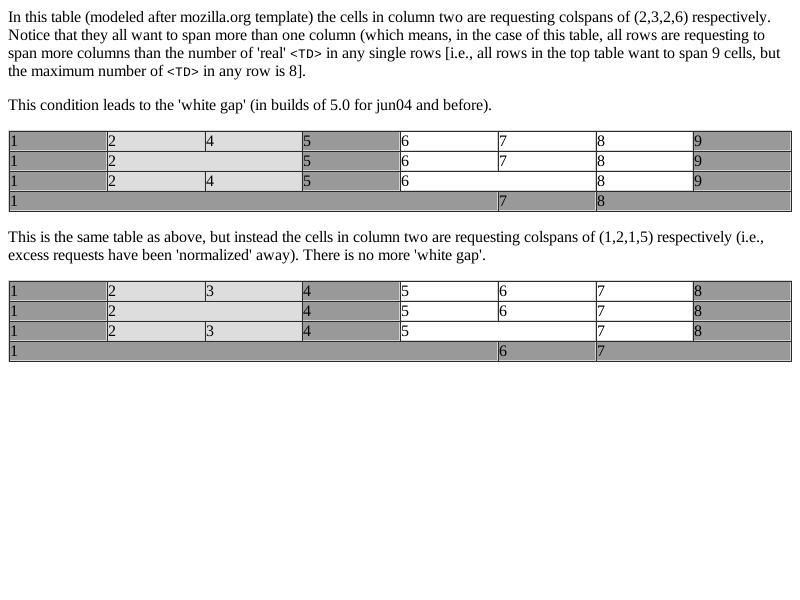 In this table (modeled after mozilla.org template) the cells in column two are requesting colspans of (2,3,2,6) respectively.
Notice that they all want to span more than one column (which means, in the case of this table, all rows are requesting to
span more columns than the number of 'real' <TD> in any single rows [i.e., all rows in the top table want to span 9 cells, but
the maximum number of <TD> in any row is 8].
This condition leads to the 'white gap' (in builds of 5.0 for jun04 and before).
1 2 4 5 6 7 8 9
1 2 5 6 7 8 9
1 2 4 5 6 8 9
1 7 8
This is the same table as above, but instead the cells in column two are requesting colspans of (1,2,1,5) respectively (i.e.,
excess requests have been 'normalized' away). There is no more 'white gap'.
1 2 3 4 5 6 7 8
1 2 4 5 6 7 8
1 2 3 4 5 7 8
1 6 7